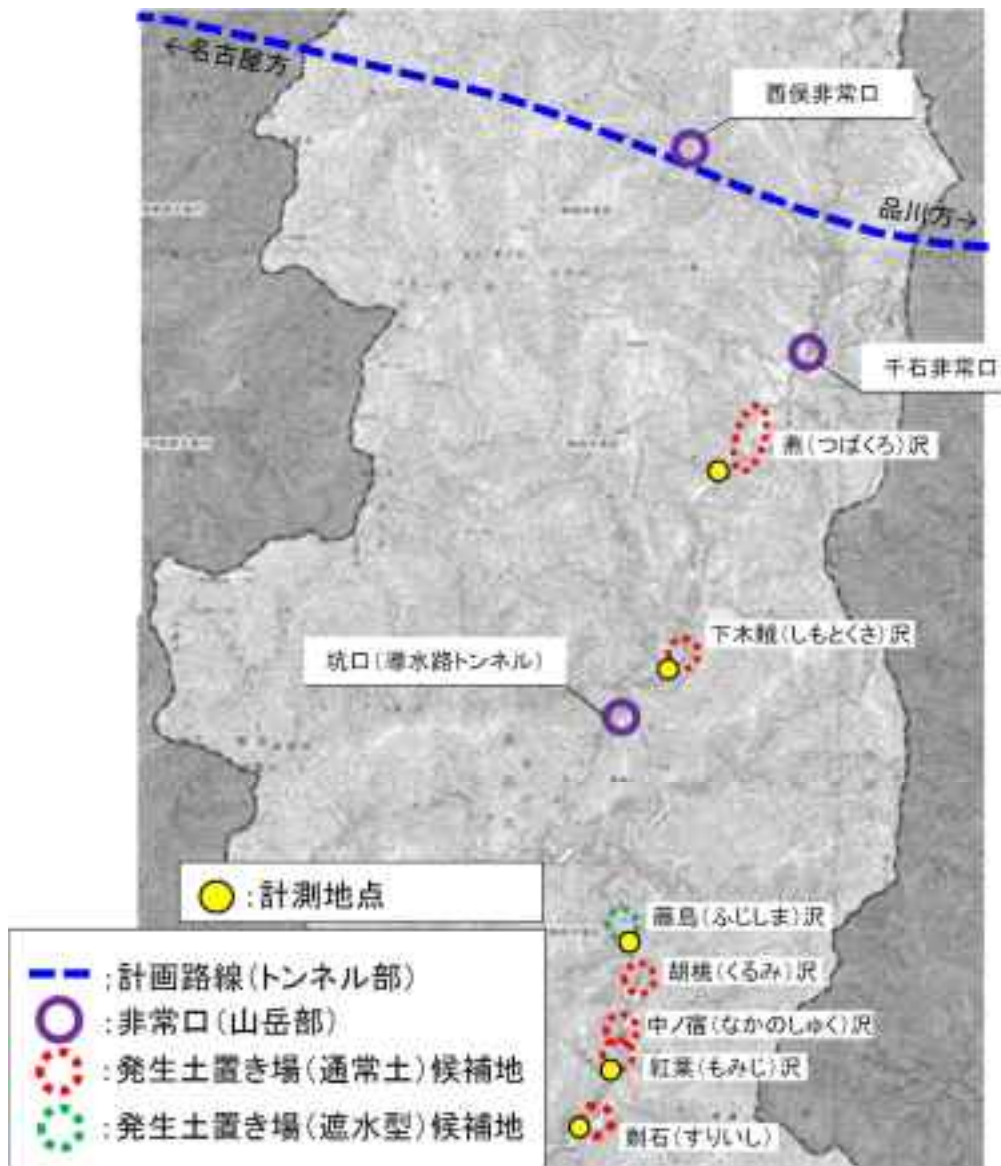 ←名古屋方
西俣非常口
品川方→
千石非常口
燕(つばくろ)沢
下木賊(しもとくさ)沢
坑口(導水路トンネル)
:計測地点
藤島(ふじしま)沢
胡桃(くるみ)沢
中ノ宿(なかのしゅく)沢
紅葉(もみじ)沢
剃石(すりいし)
:計画路線(トンネル部)
:非常口(山岳部)
:発生土置き場(通常土)候補地
:発生土置き場(遮水型)候補地